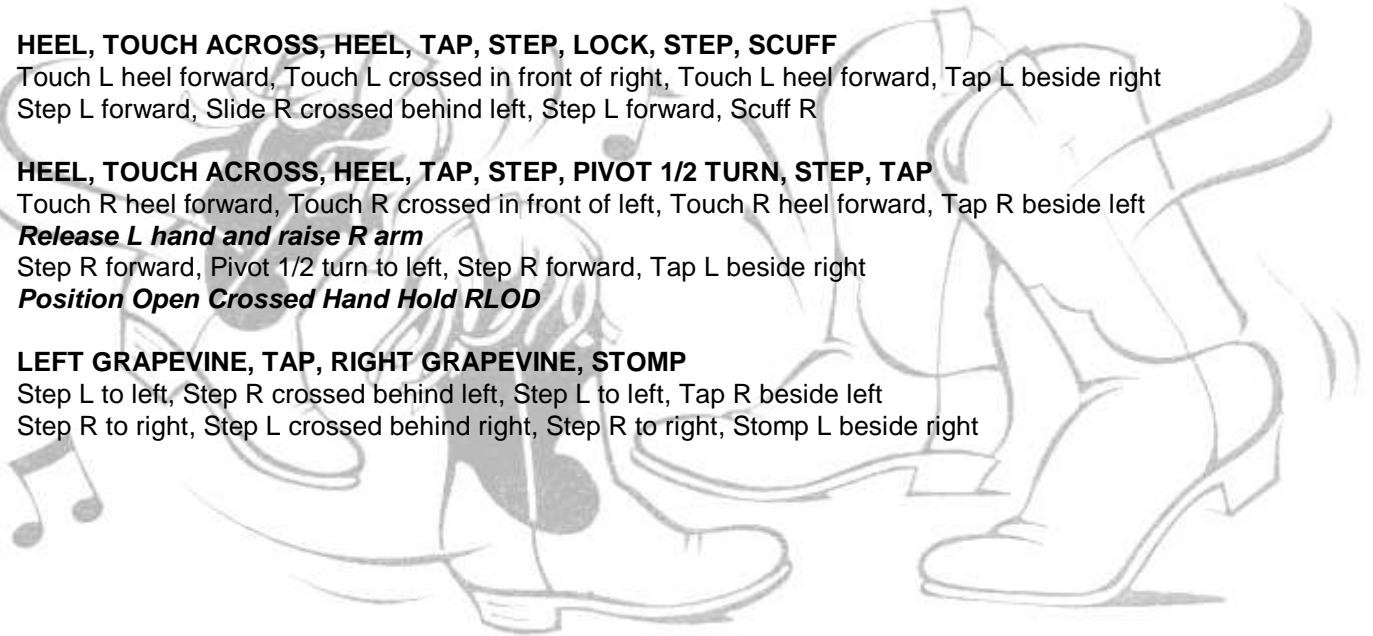 HEEL, TOUCH ACROSS, HEEL, TAP, STEP, LOCK, STEP, SCUFF
Touch L heel forward, Touch L crossed in front of right, Touch L heel forward, Tap L beside right
Step L forward, Slide R crossed behind left, Step L forward, Scuff R
HEEL, TOUCH ACROSS, HEEL, TAP, STEP, PIVOT 1/2 TURN, STEP, TAP
Touch R heel forward, Touch R crossed in front of left, Touch R heel forward, Tap R beside left
Release L hand and raise R arm
Step R forward, Pivot 1/2 turn to left, Step R forward, Tap L beside right
Position Open Crossed Hand Hold RLOD
LEFT GRAPEVINE, TAP, RIGHT GRAPEVINE, STOMP
Step L to left, Step R crossed behind left, Step L to left, Tap R beside left
Step R to right, Step L crossed behind right, Step R to right, Stomp L beside right